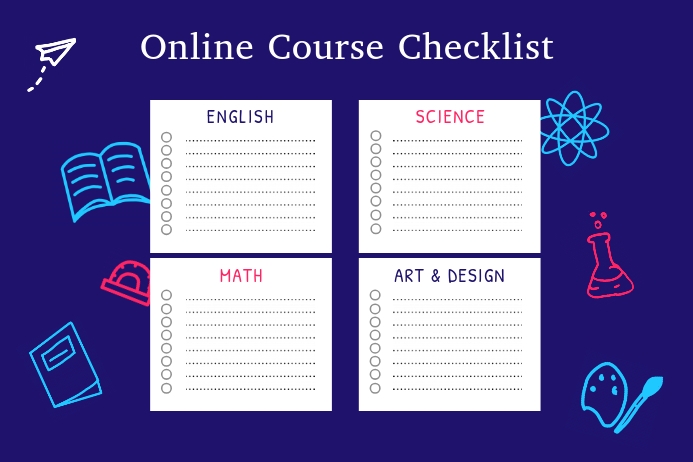 Online Course Checklist
ENGLISH
SCIENCE
MATH
ART & DESIGN